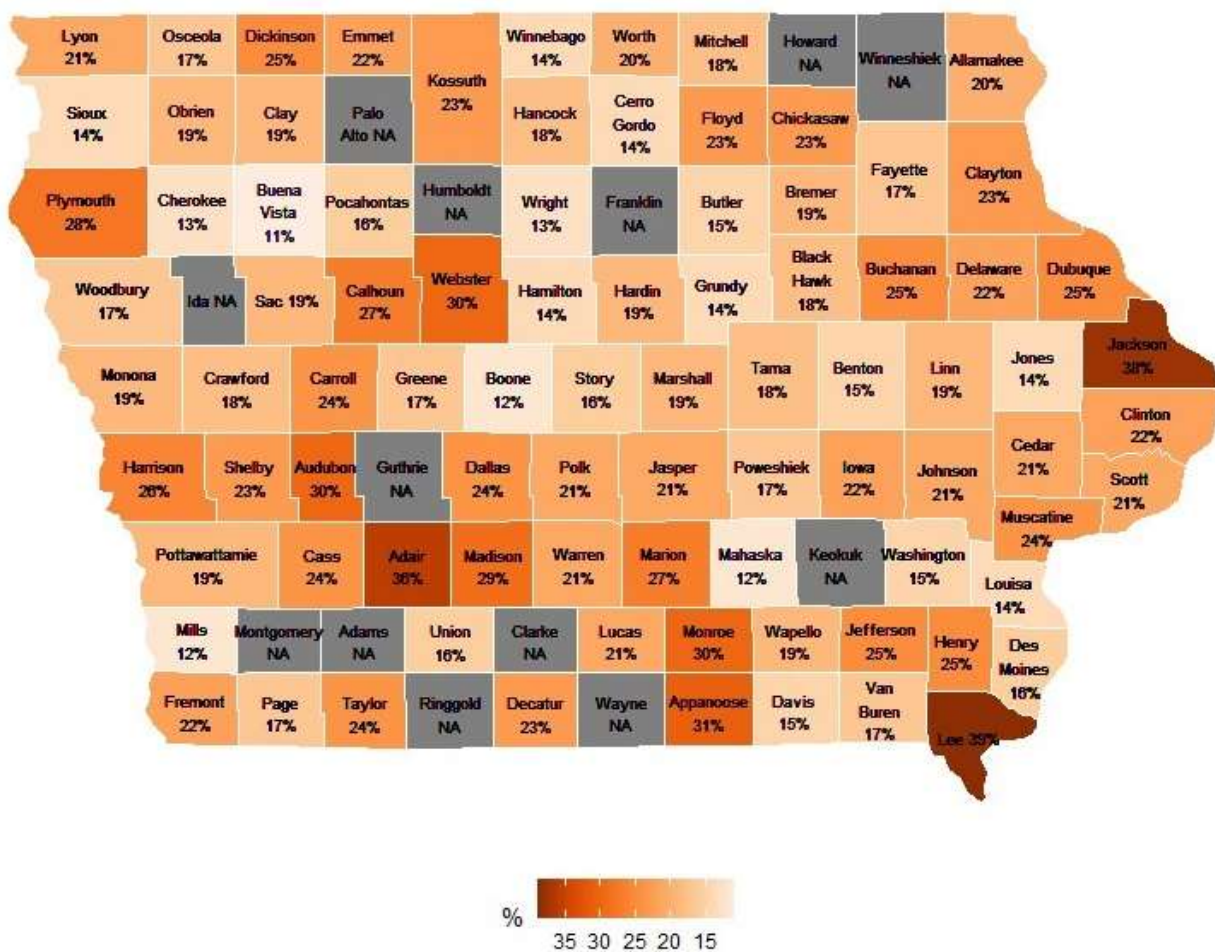 Lyon
21%
Osceola
17%
Dickinson
25%
Emmet
22%
Kossuth
23%
Winnebago
14%
Worth
20%
Mitchell
18%
Howard
NA
Winneshiek
NA
Allamakee
20%
Sioux
14%
Obrien
19%
Clay
19%
Palo
Alto NA
Hancock
18%
Cerro
Gordo
14%
Floyd
23%
Chickasaw
23%
Fayette
17%
Clayton
23%
Plymouth
28%
Cherokee
13%
Buena
Vista
11%
Pocahontas
16%
Humboldt
NA
Wright
13%
Franklin
NA
Butler
15%
Bremer
19%
Woodbury
17%
Ida NA
Sac 19%
Calhoun
27%
Webster
30%
Hamilton
14%
Hardin
19%
Grundy
14%
Black
Hawk
18%
Buchanan
25%
Delaware
22%
Dubuque
25%
Monona
19%
Crawford
18%
Carroll
24%
Greene
17%
Boone
12%
Story
16%
Marshall
19%
Tama
18%
Benton
15%
Linn
19%
Jones
14%
Jackson
38%
Clinton
22%
Harrison
26%
Shelby
23%
Audubon
30%
Guthrie
NA
Dallas
24%
Polk
21%
Jasper
21%
Poweshiek
17%
Iowa
22%
Johnson
21%
Cedar
21%
Scott
21%
Muscatine
24%
Pottawattamie
19%
Cass
24%
Adair
36%
Madison
29%
Warren
21%
Marion
27%
Mahaska
12%
Keokuk
NA
Washington
15%
Louisa
14%
Mills
12%
Montgomery
NA
Adams
NA
Union
16%
Clarke
NA
Lucas
21%
Monroe
30%
Wapello
19%
Jefferson
25%
Henry
25%
Des
Moines
16%
Fremont
22%
Page
17%
Taylor
24%
Ringgold
NA
Decatur
23%
Wayne
NA
Appanoose
31%
Davis
15%
Van
Buren
17%
Lee 39%
%
35 30 25 20 15